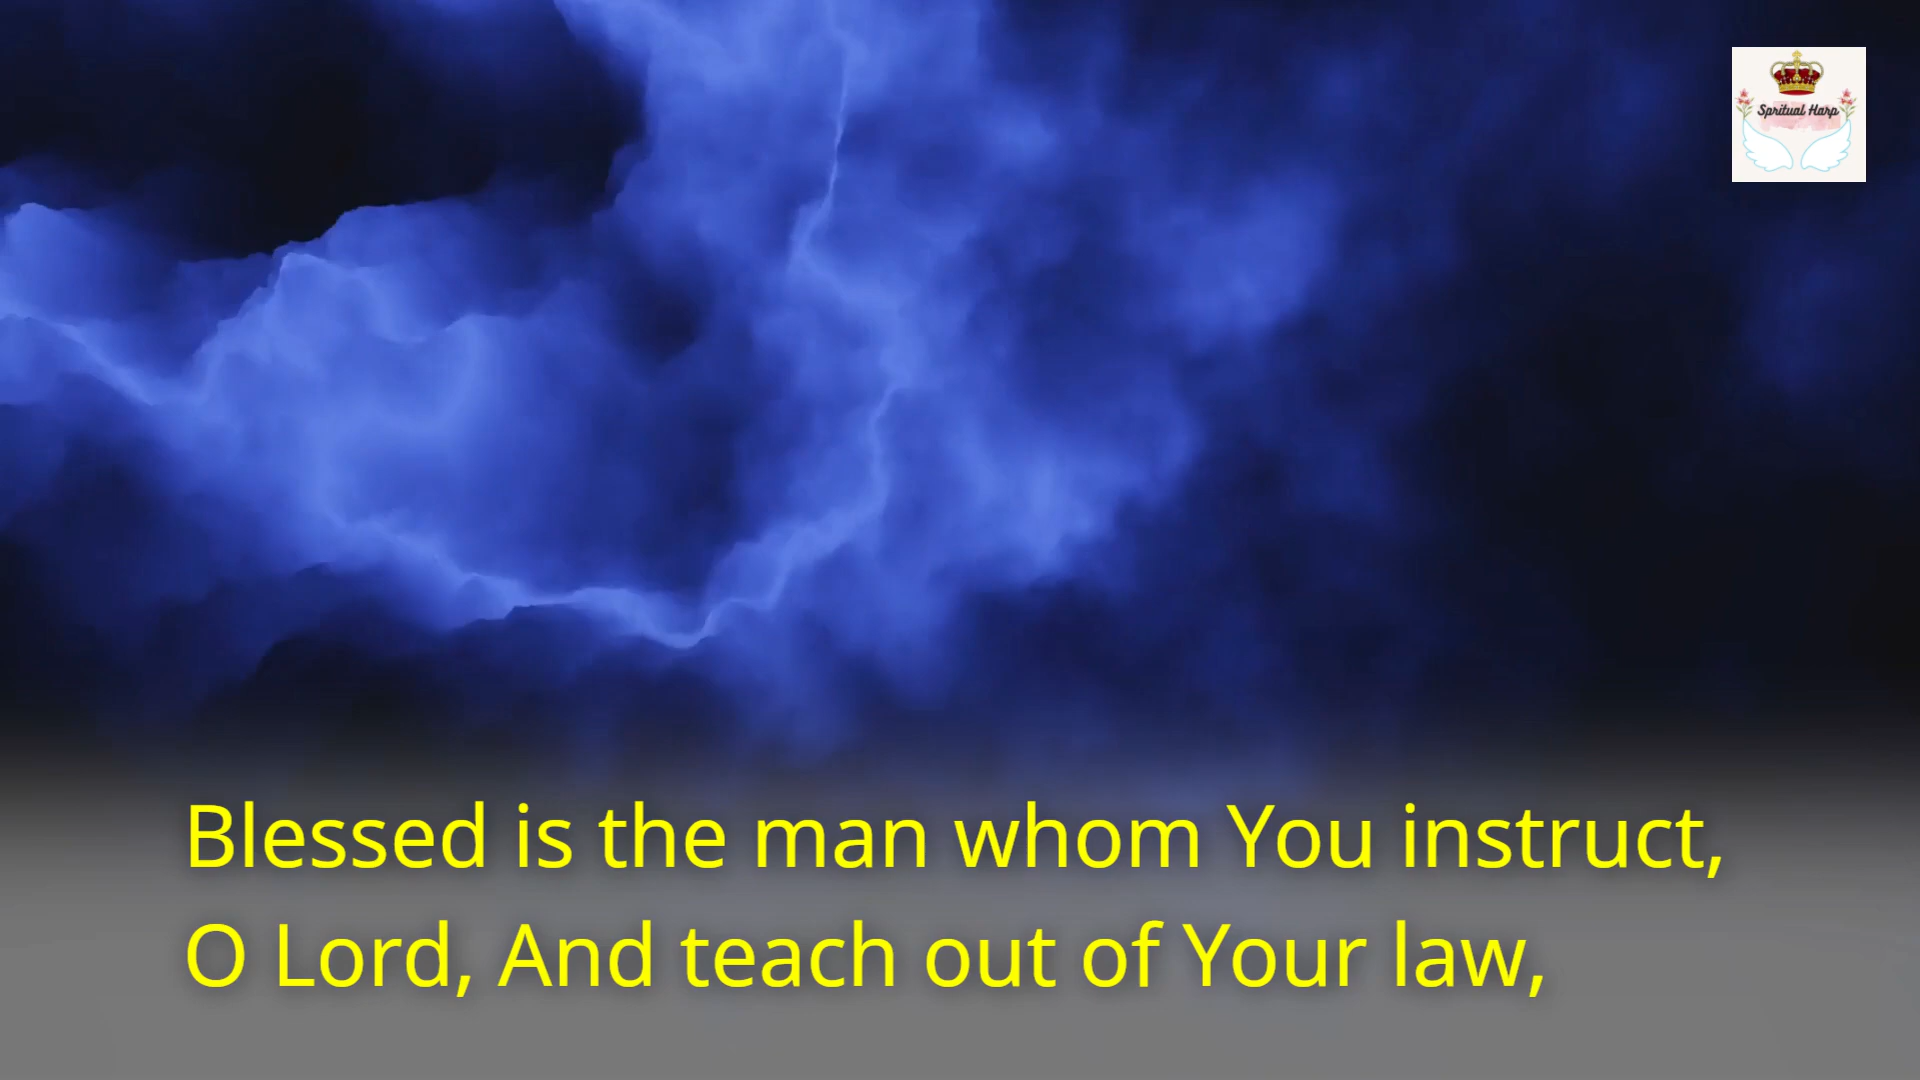 Spritual Harp
Blessed is the man whom You instruct,
O Lord, And teach out of Your law,